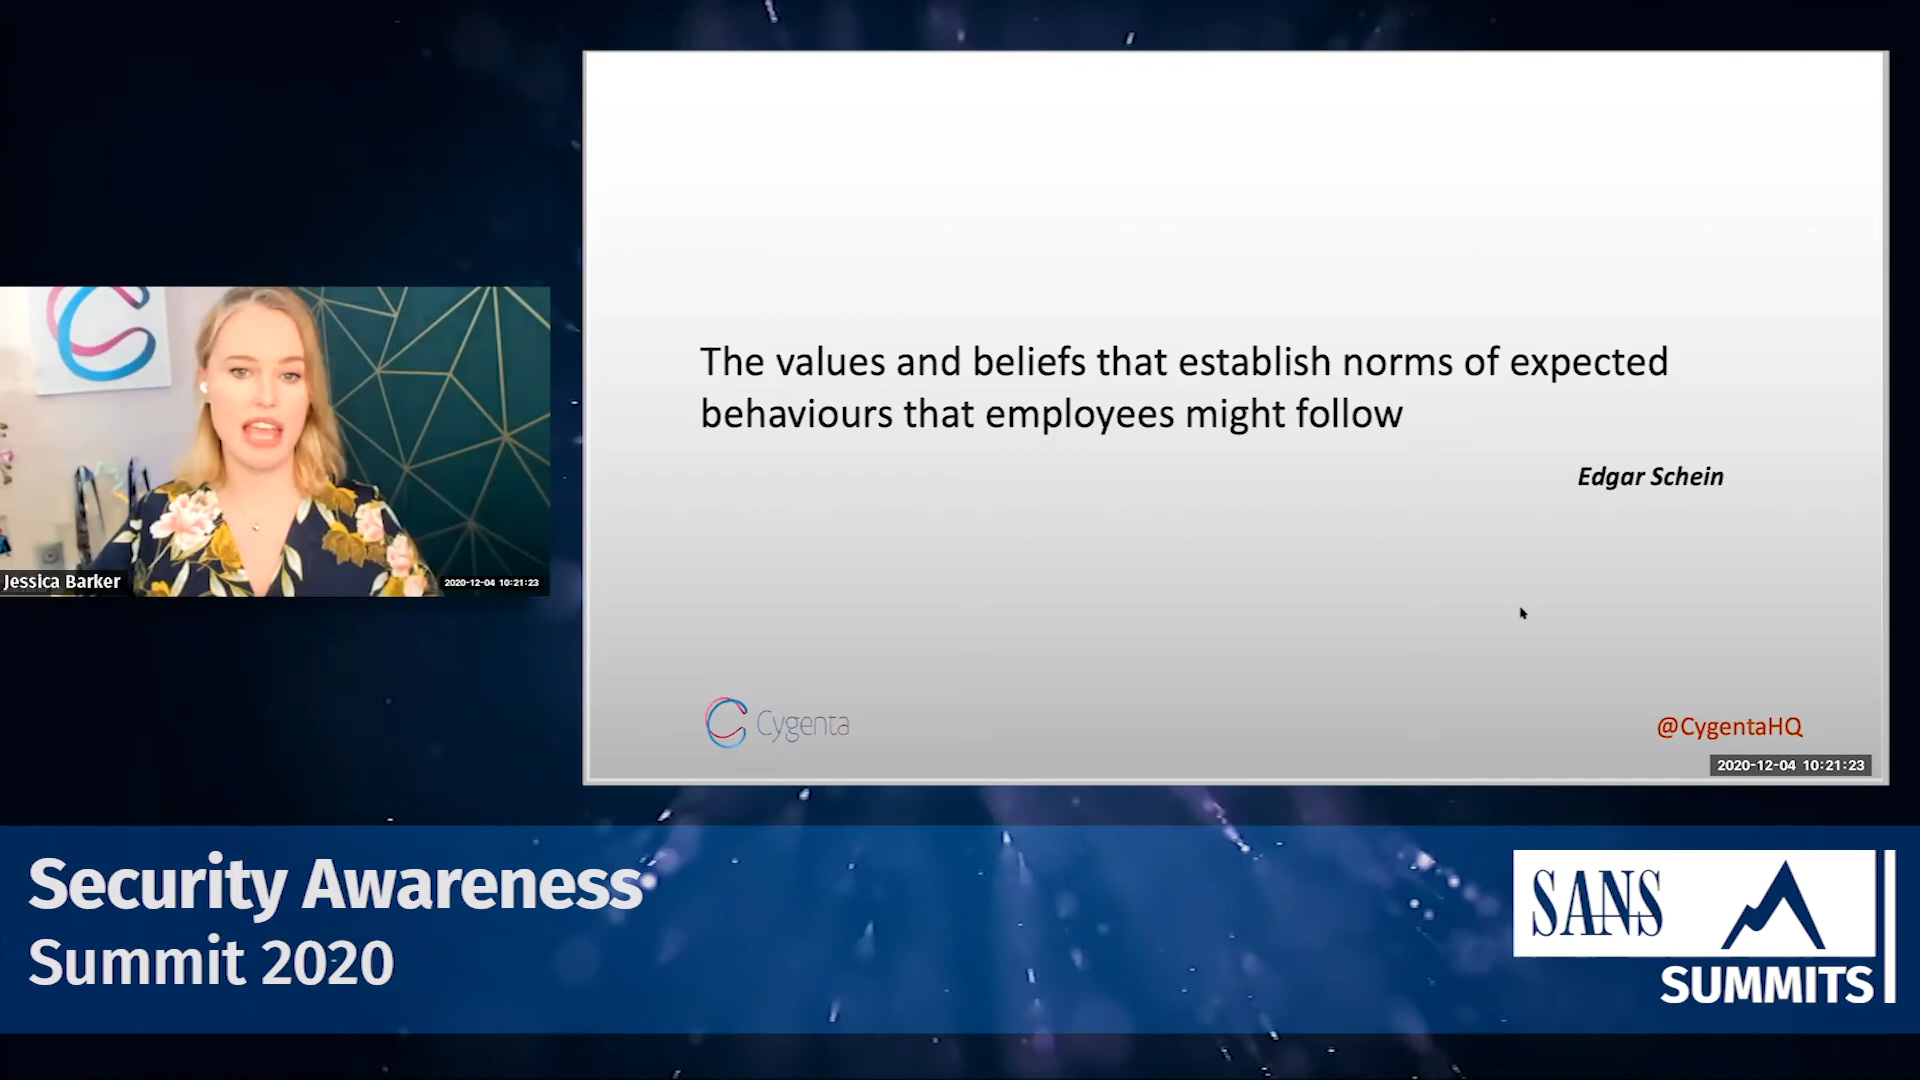 The values and beliefs that establish norms of expected
behaviours that employees might follow
Edgar Schein
Jessica Barker
2020-12-04 10:21:23
Cygenta
@CygentaHQ
2020-12-04 10:21:23
Security Awareness
Summit 2020
SANS
SUMMITS